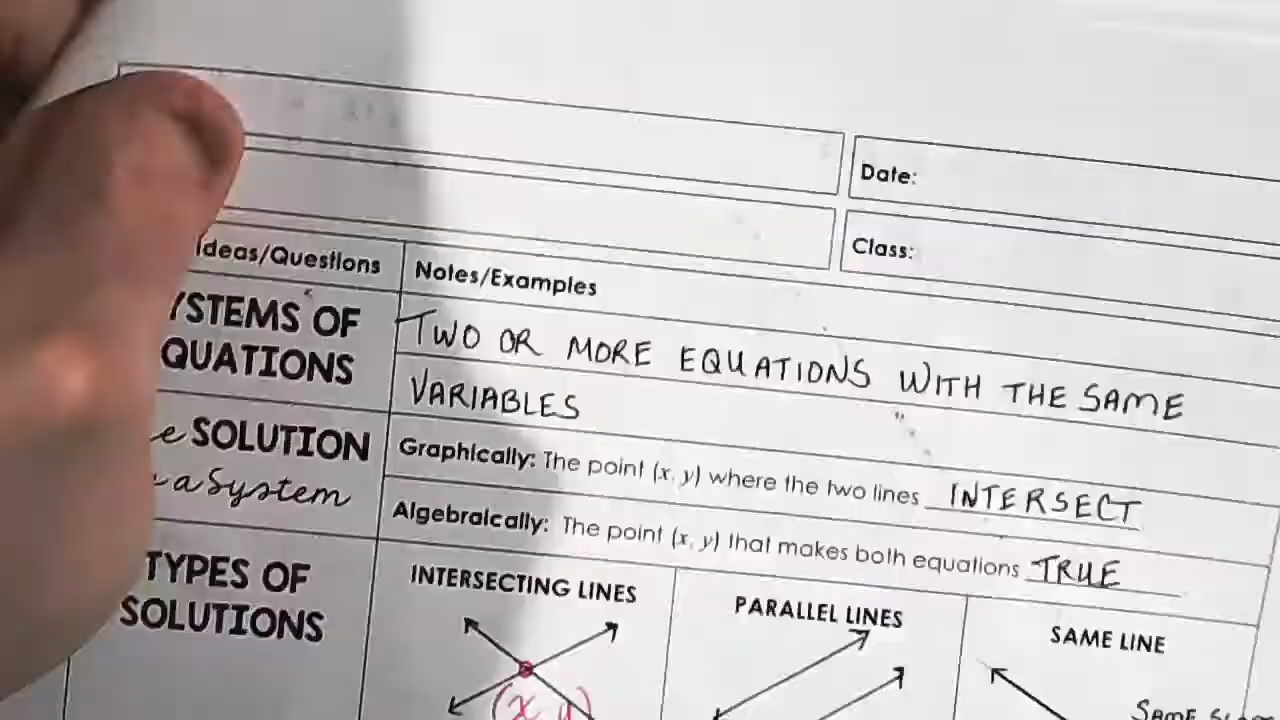 Date:
Class:
Ideas/Questions
Notes/Examples
YSTEMS OF
QUATIONS
TWO OR MORE EQUATIONS WITH THE SAME
VARIABLES
e SOLUTION
a System
Graphically: The point (x, y) where the two lines INTERSECT
Algebraically: The point (x, y) that makes both equations TRUE
TYPES OF
SOLUTIONS
INTERSECTING LINES
PARALLEL LINES
SAME LINE
(x, y)
SAME